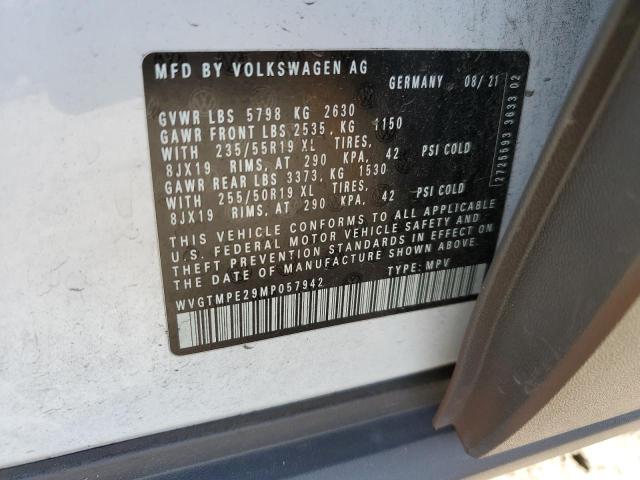 MFD BY VOLKSWAGEN AG
GERMANY 08/21
GVWR LBS 5798 KG 2630
GAWR FRONT LBS 2535, KG 1150
WITH 235/55R19 XL TIRES,
8JX19 RIMS, AT 290 KPA, 42 PSI COLD
GAWR REAR LBS 3373, KG 1530
WITH 255/50R19 XL TIRES,
8JX19 RIMS, AT 290 KPA, 42 PSI COLD
THIS VEHICLE CONFORMS TO ALL APPLICABLE
U.S. FEDERAL MOTOR VEHICLE SAFETY AND
THEFT PREVENTION STANDARDS IN EFFECT ON
THE DATE OF MANUFACTURE SHOWN ABOVE.
WVGTMPE29MP057942 TYPE: MPV
2725593 3633 02